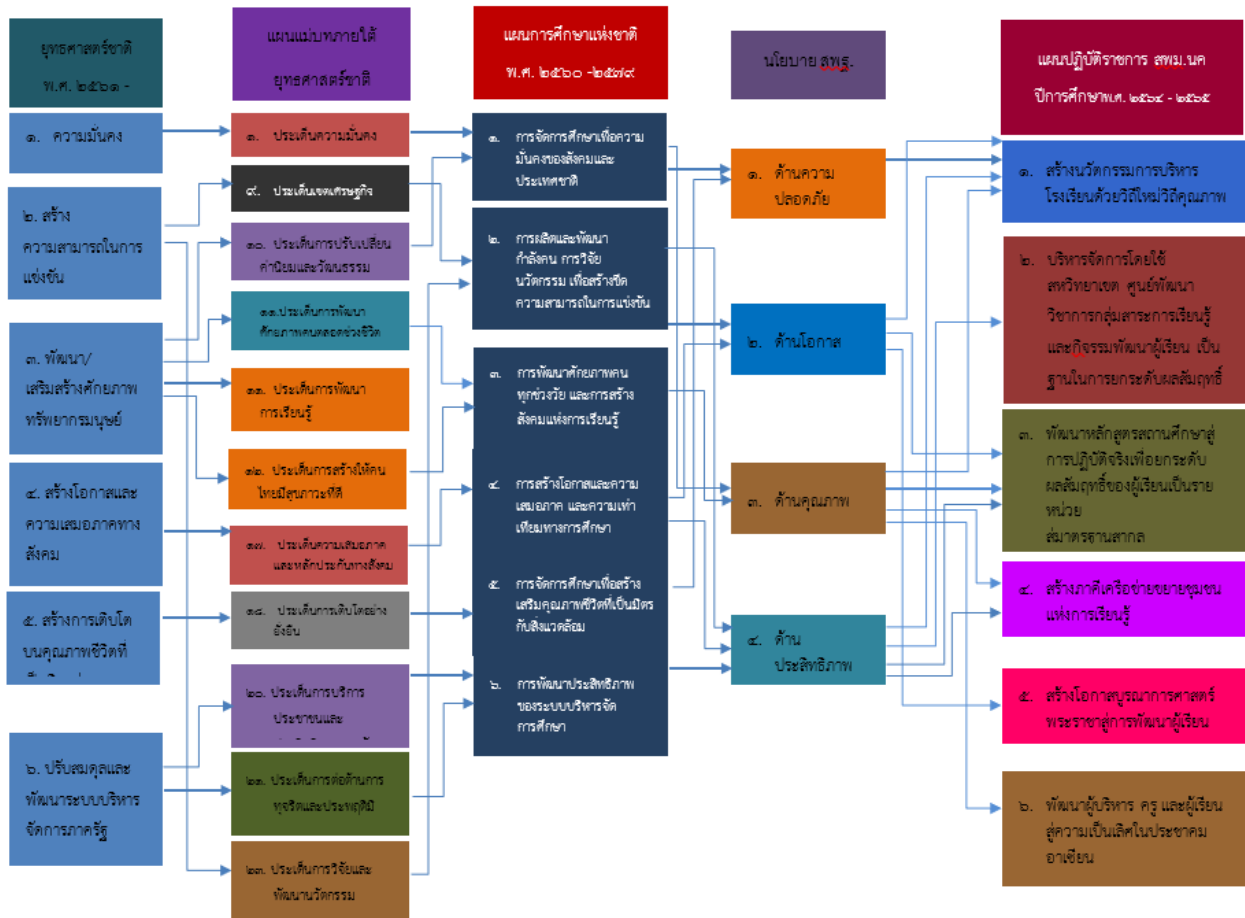 ยุทธศาสตร์ชาติ
พ.ศ. ๒๕๖๑ -
๑. ความมั่นคง
๒. สร้าง
ความสามารถในการ
แข่งขัน
๓. พัฒนา/
เสริมสร้างศักยภาพ
ทรัพยากรมนุษย์
๔. สร้างโอกาสและ
ความเสมอภาคทาง
สังคม
๕. สร้างการเติบโต
บนคุณภาพชีวิตที่
๖. ปรับสมดุลและ
พัฒนาระบบบริหาร
จัดการภาครัฐ
แผนแม่บทภายใต้
ยุทธศาสตร์ชาติ
๑. ประเด็นความมั่นคง
๙. ประเด็นเขตเศรษฐกิจ
๑๐. ประเด็นการปรับเปลี่ยน
ค่านิยมและวัฒนธรรม
๑๑.ประเด็นการพัฒนา
ศักยภาพคนตลอดช่วงชีวิต
๑๑. ประเด็นการพัฒนา
การเรียนรู้
๑๒. ประเด็นการสร้างให้คน
ไทยมีสุขภาวะที่ดี
๑๗. ประเด็นความเสมอภาค
และหลักประกันทางสังคม
๑๘. ประเด็นการเติบโตอย่าง
ยั่งยืน
๒๐. ประเด็นการบริการ
ประชาชนและ
๒๑. ประเด็นการต่อต้านการ
ทุจริตและประพฤติมิ
๒๓. ประเด็นการวิจัยและ
พัฒนานวัตกรรม
แผนการศึกษาแห่งชาติ
พ.ศ. ๒๕๖๐ -๒๕๗๙
๑. การจัดการศึกษาเพื่อความ
มั่นคงของสังคมและ
ประเทศชาติ
๒. การผลิตและพัฒนา
กำลังคน การวิจัย
นวัตกรรม เพื่อสร้างขีด
ความสามารถในการแข่งขัน
๓. การพัฒนาศักยภาพคน
ทุกช่วงวัย และการสร้าง
สังคมแห่งการเรียนรู้
๔. การสร้างโอกาสและความ
เสมอภาค และความเท่า
เทียมทางการศึกษา
๕. การจัดการศึกษาเพื่อสร้าง
เสริมคุณภาพชีวิตที่เป็นมิตร
กับสิ่งแวดล้อม
๖. การพัฒนาประสิทธิภาพ
ของระบบบริหารจัด
การศึกษา
นโยบาย สพฐ.
๑. ด้านความ
ปลอดภัย
๒. ด้านโอกาส
๓. ด้านคุณภาพ
๔. ด้าน
ประสิทธิภาพ
แผนปฏิบัติราชการ สพม.นค
ปีการศึกษาพ.ศ. ๒๕๖๔ - ๒๕๖๕
๑. สร้างนวัตกรรมการบริหาร
โรงเรียนด้วยวิถีใหม่วิถีคุณภาพ
๒. บริหารจัดการโดยใช้
สหวิทยาเขต ศูนย์พัฒนา
วิชาการกลุ่มสาระการเรียนรู้
และกิจรรมพัฒนาผู้เรียน เป็น
ฐานในการยกระดับผลสัมฤทธิ์
๓. พัฒนาหลักสูตรสถานศึกษาสู่
การปฏิบัติจริงเพื่อยกระดับ
ผลสัมฤทธิ์ของผู้เรียนเป็นราย
หน่วย
สู่มาตรฐานสากล
๔. สร้างภาคีเครือข่ายขยายชุมชน
แห่งการเรียนรู้
๕. สร้างโอกาสบูรณาการศาสตร์
พระราชาสู่การพัฒนาผู้เรียน
๖. พัฒนาผู้บริหาร ครู และผู้เรียน
สู่ความเป็นเลิศในประชาคม
อาเซียน